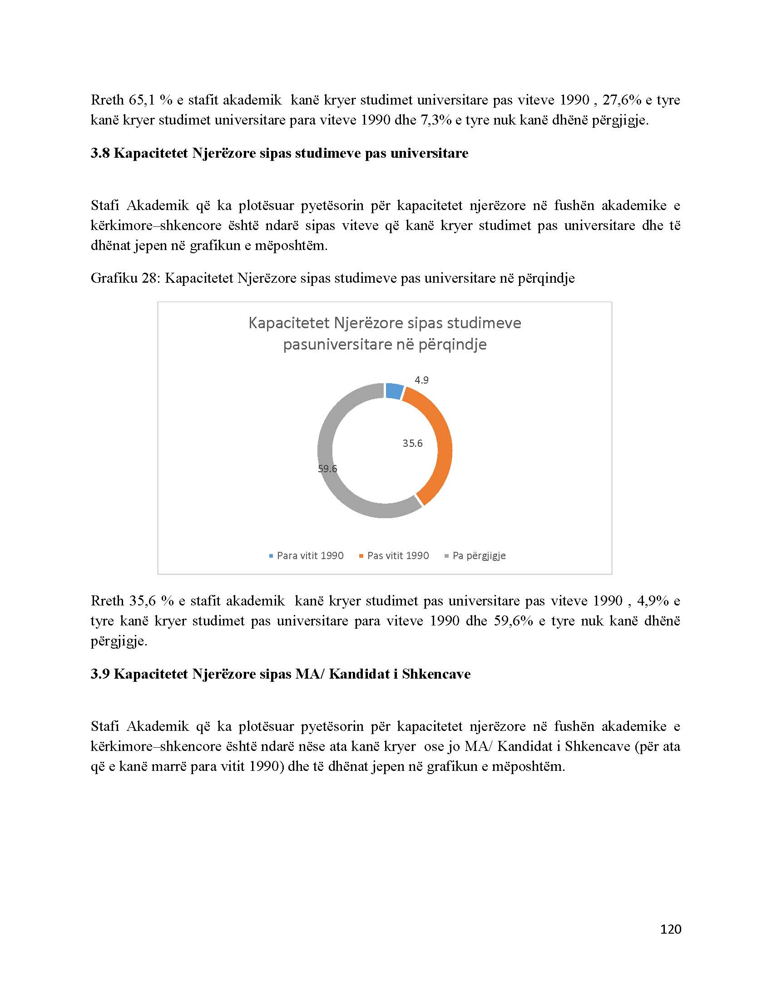 Rreth 65,1 % e stafit akademik  kanë kryer studimet universitare pas viteve 1990 , 27,6% e tyre
kanë kryer studimet universitare para viteve 1990 dhe 7,3% e tyre nuk kanë dhënë përgjigje.
3.8 Kapacitetet Njerëzore sipas studimeve pas universitare
Stafi Akademik që ka plotësuar pyetësorin për kapacitetet njerëzore në fushën akademike e
kërkimore–shkencore është ndarë sipas viteve që kanë kryer studimet pas universitare dhe të
dhënat jepen në grafikun e mëposhtëm.
Grafiku 28: Kapacitetet Njerëzore sipas studimeve pas universitare në përqindje
Kapacitetet Njerëzore sipas studimeve
pasuniversitare në përqindje
4.9
35.6
59.6
Para vitit 1990 Pas vitit 1990 Pa përgjigje
Rreth 35,6 % e stafit akademik  kanë kryer studimet pas universitare pas viteve 1990 , 4,9% e
tyre kanë kryer studimet pas universitare para viteve 1990 dhe 59,6% e tyre nuk kanë dhënë
përgjigje.
3.9 Kapacitetet Njerëzore sipas MA/ Kandidat i Shkencave
Stafi Akademik që ka plotësuar pyetësorin për kapacitetet njerëzore në fushën akademike e
kërkimore–shkencore është ndarë nëse ata kanë kryer  ose jo MA/ Kandidat i Shkencave (për ata
që e kanë marrë para vitit 1990) dhe të dhënat jepen në grafikun e mëposhtëm.
120